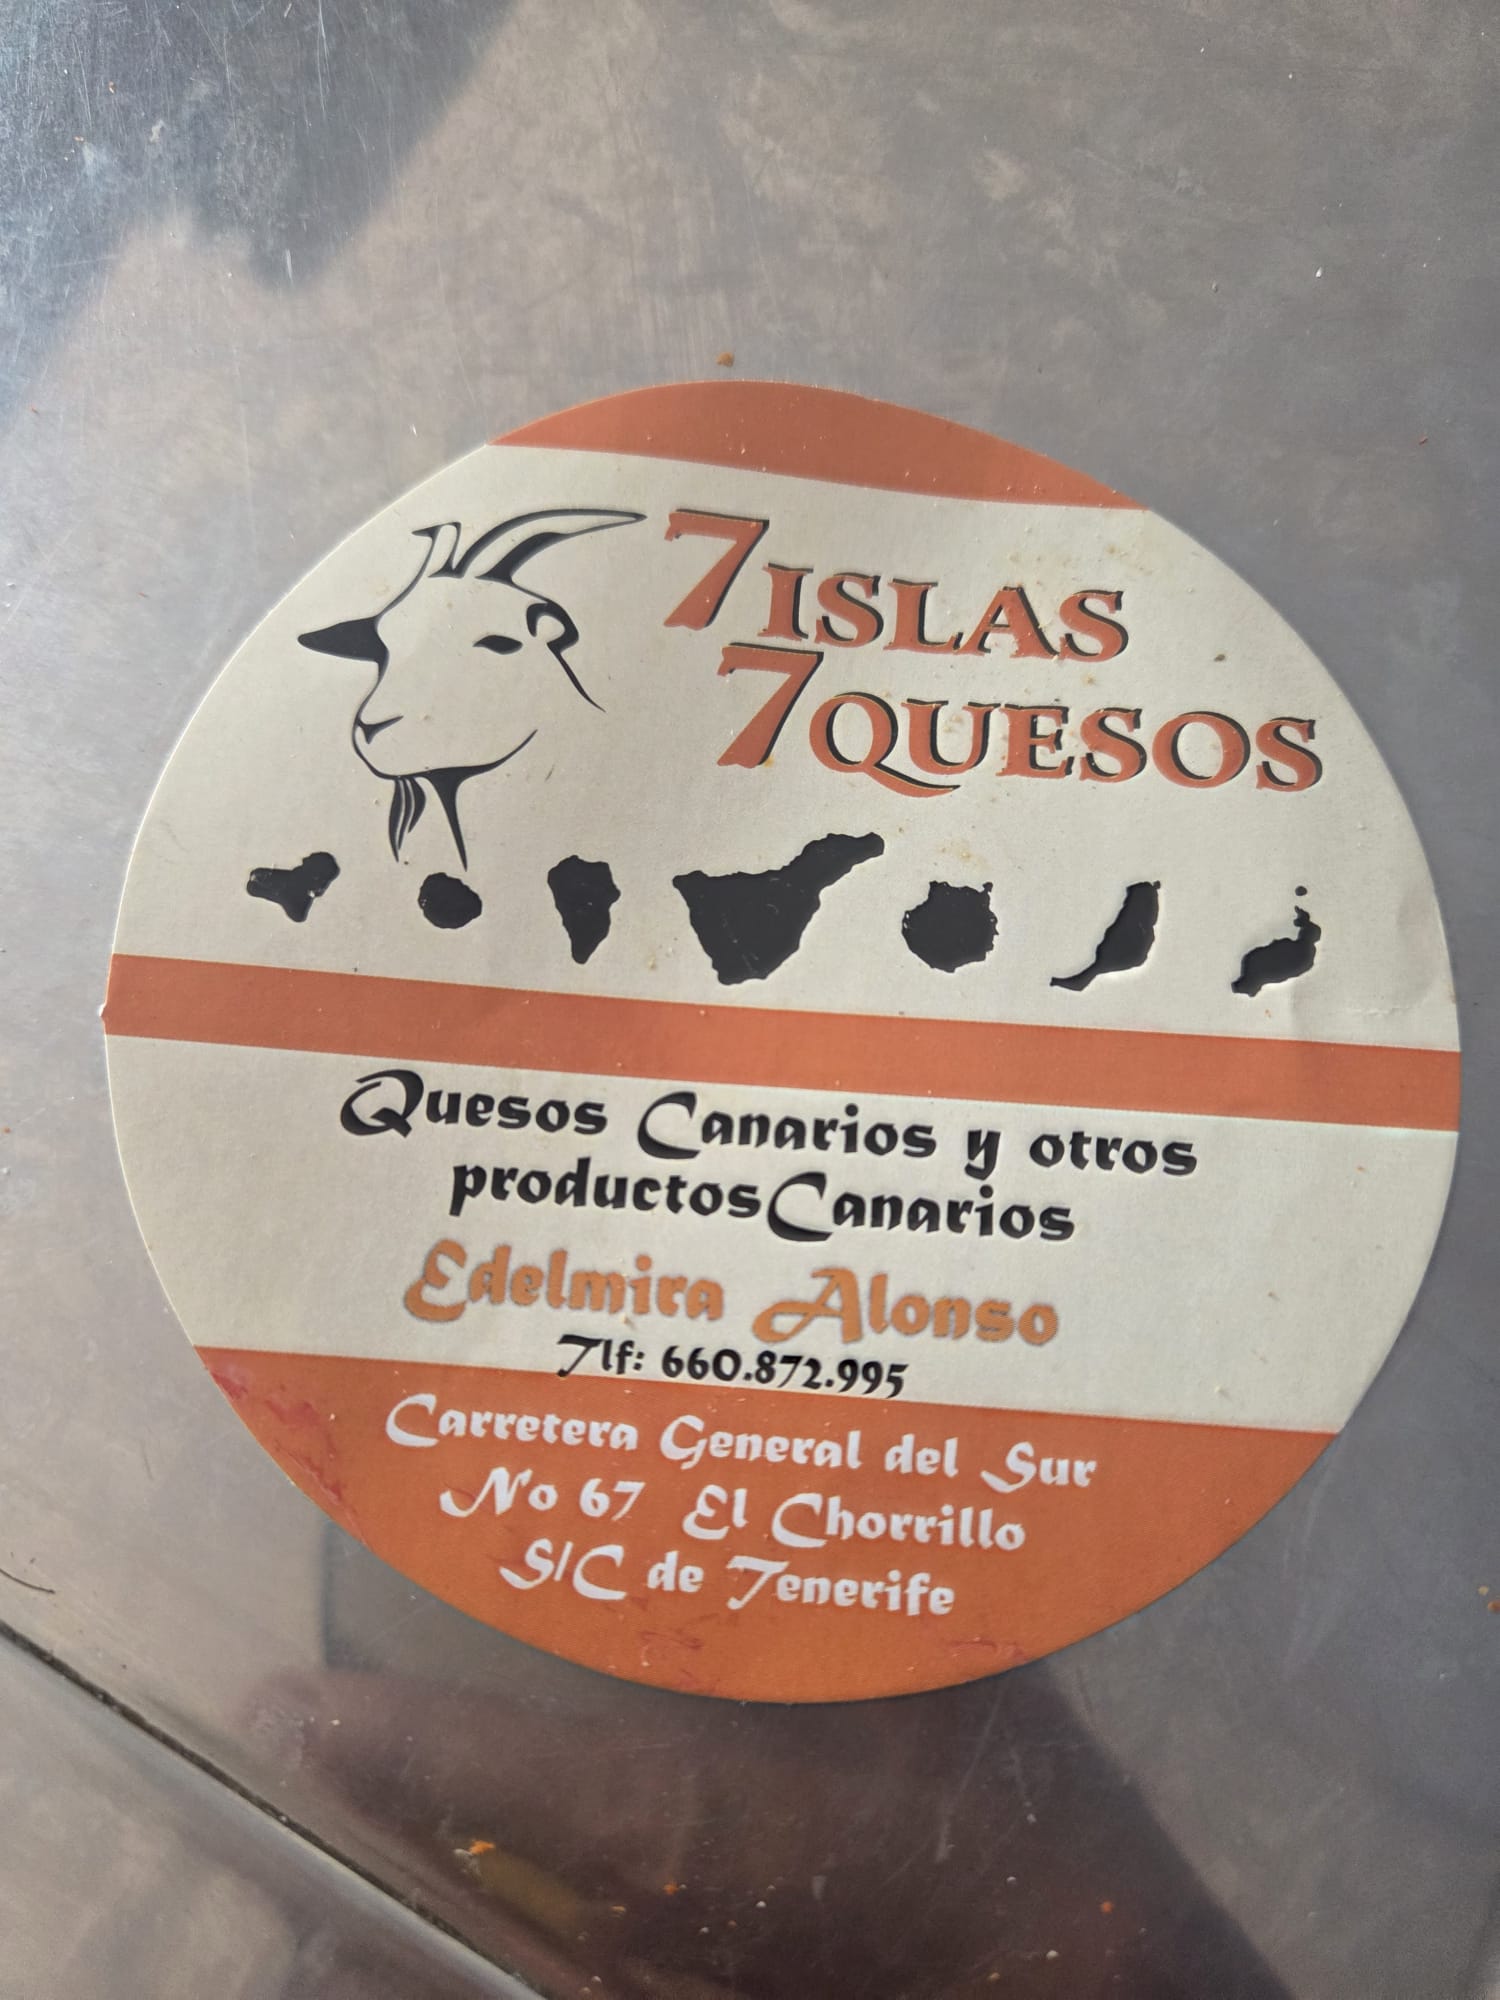 7 ISLAS
7 QUESOS
Quesos Canarios y otros
productos Canarios
Edelmira Alonso
Tlf: 660.872.995
Carretera General del Sur
No 67 El Chorrillo
S/C de Tenerife